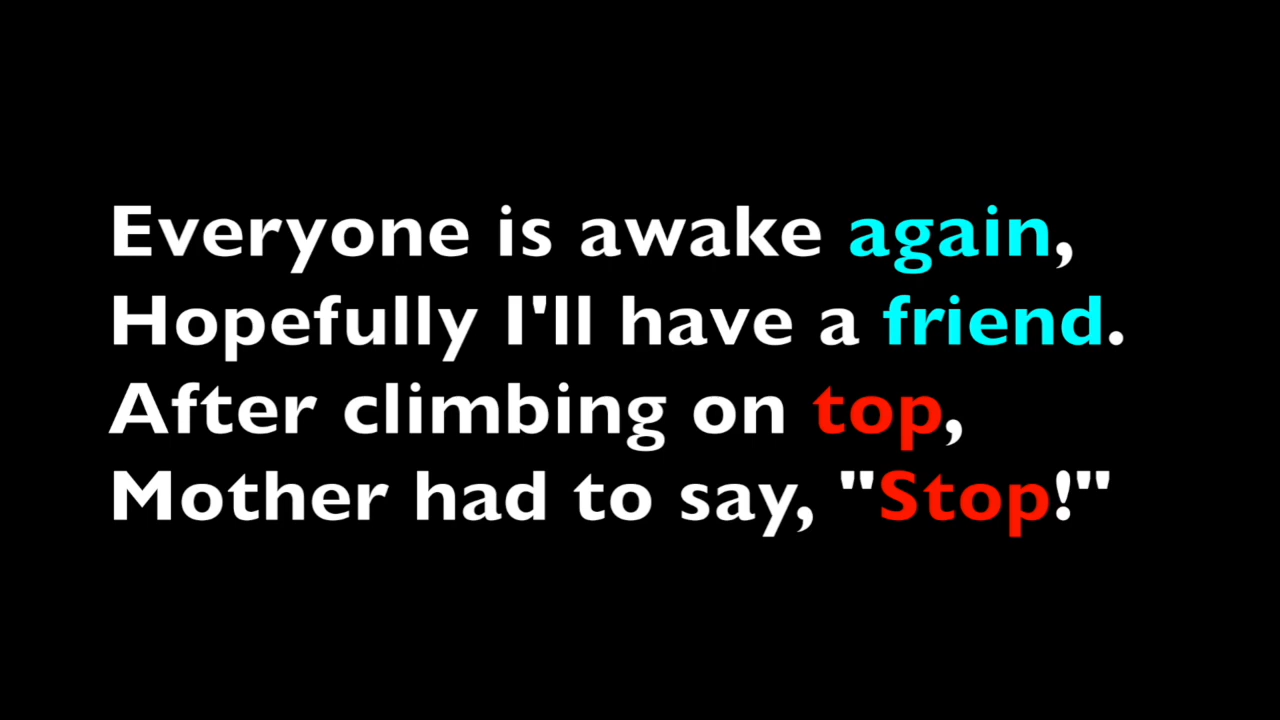 Everyone is awake again,
Hopefully I'll have a friend.
After climbing on top,
Mother had to say, "Stop!"